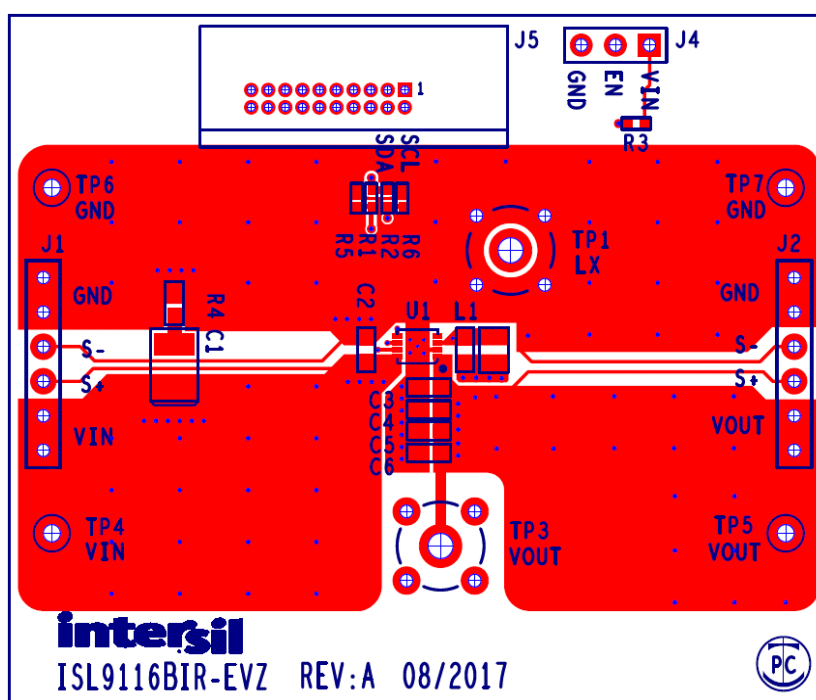 J5
J4
GND
EN
VIN
1
R3
SDA
SCL
TP6
GND
TP7
GND
R5
R1
R2
R6
TP1
LX
J1
J2
GND
GND
R4
C1
C2
U1
L1
S-
S-
S+
S+
C3
C4
C5
C6
VIN
VOUT
TP4
VIN
TP3
VOUT
TP5
VOUT
intersil
ISL9116BIR-EVZ REV:A 08/2017
PC